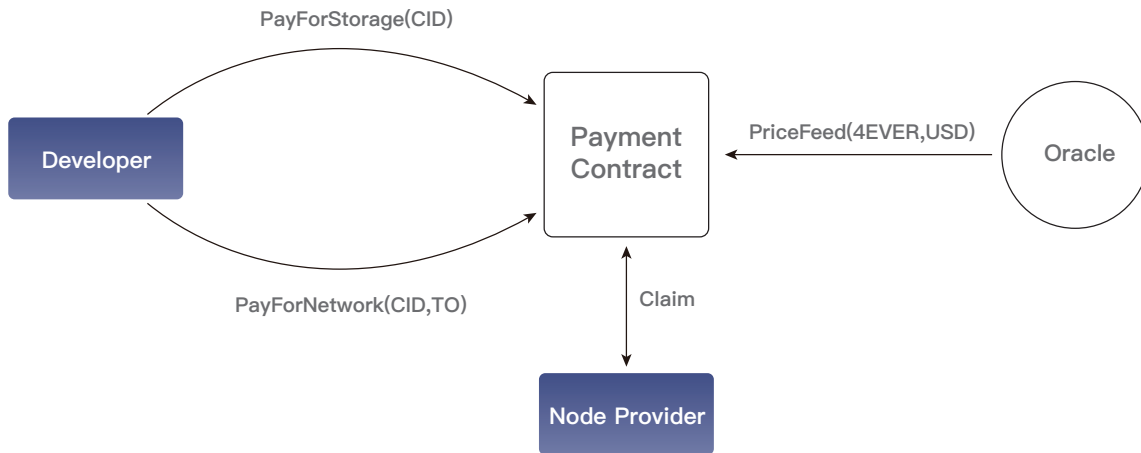 PayForStorage(CID)
Developer
Payment
Contract
PriceFeed(4EVER,USD)
Oracle
PayForNetwork(CID,TO)
Claim
Node Provider